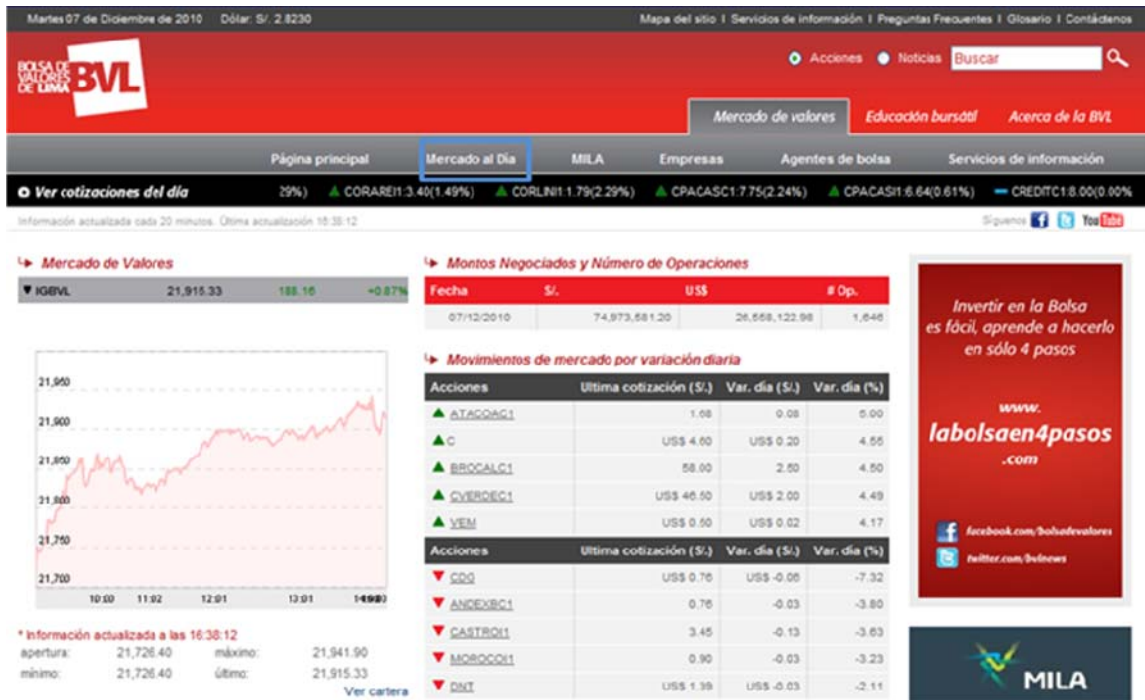 Martes 07 de Diciembre de 2010 Dólar: S/. 2.8230
Mapa del sitio I Servicios de información I Preguntas Frecuentes I Glosario I Contáctenos
Acciones Noticias Buscar
BOLSA DE
VALORES
DE LIMA BVL
Mercado de valores Educación bursátil Acerca de la BVL
Página principal Mercado al Día MILA Empresas Agentes de bolsa Servicios de información
Ver cotizaciones del día 29%) CORAREI1:3.40(1.49%) CORLINI1:1.79(2.29%) CPACASC1:7.75(2.24%) CPACASI1:6.64(0.61%) CREDITC1:8.00(0.00%
Información actualizada cada 20 minutos. Última actualización 16:38:12
Síguenos You Tube
Mercado de Valores
IGBVL 21,915.33 188.16 +0.87%
21,950
21,900
21,850
21,800
21,750
21,700
10:00 11:02 12:01 13:01
* Información actualizada a las 16:38:12
apertura: 21,726.40 máximo: 21,941.90
mínimo: 21,726.40 último: 21,915.33
Ver cartera
Montos Negociados y Número de Operaciones
Fecha S/. US$ # Op.
07/12/2010 74,973,581.20 26,558,122.98 1,646
Movimientos de mercado por variación diaria
Acciones Ultima cotización (S/.) Var. día (S/.) Var. día (%)
ATACOAC1 1.68 0.08 5.00
C US$ 4.60 US$ 0.20 4.55
BROCALC1 58.00 2.50 4.50
CVERDEC1 US$ 46.50 US$ 2.00 4.49
VEM US$ 0.50 US$ 0.02 4.17
Acciones Ultima cotización (S/.) Var. día (S/.) Var. día (%)
CDG US$ 0.76 US$ -0.06 -7.32
ANDEXBC1 0.76 -0.03 -3.80
CASTROI1 3.45 -0.13 -3.63
MOROCOI1 0.90 -0.03 -3.23
DNT US$ 1.39 US$ -0.03 -2.11
Invertir en la Bolsa
es fácil, aprende a hacerlo
en sólo 4 pasos
www.
labolsaen4pasos
.com
facebook.com/bolsadevalores
twitter.com/bvlnews
MILA